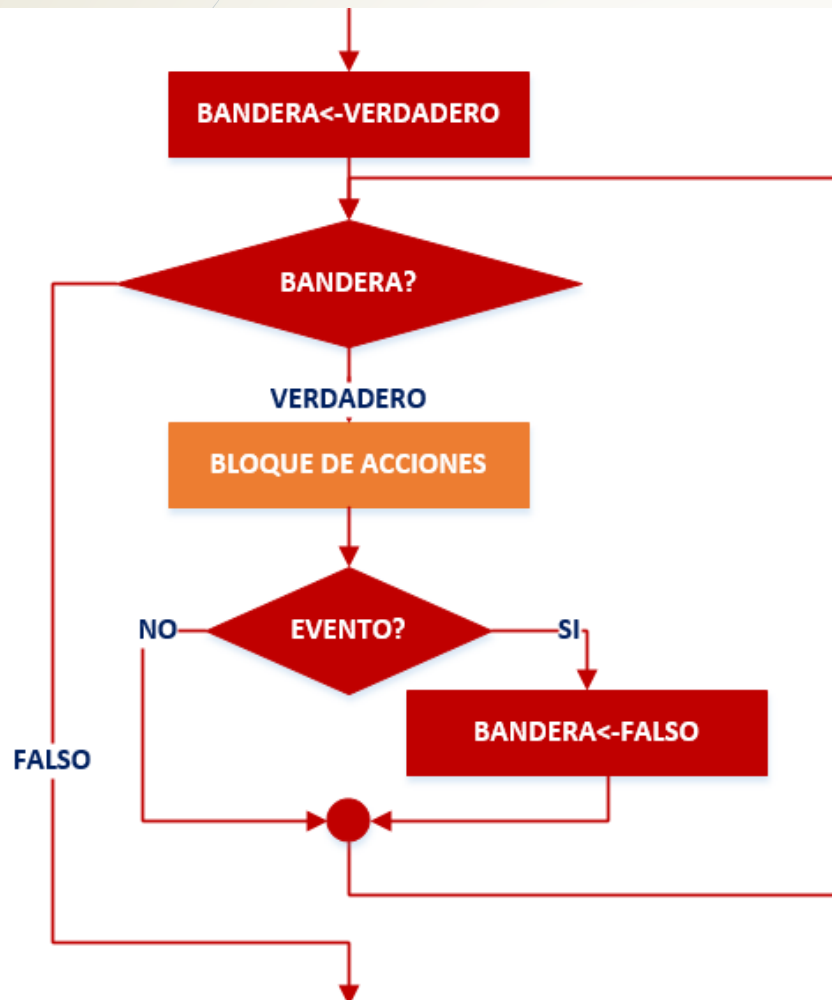 BANDERA<-VERDADERO
BANDERA?
VERDADERO
BLOQUE DE ACCIONES
NO
EVENTO?
SI
BANDERA<-FALSO
FALSO